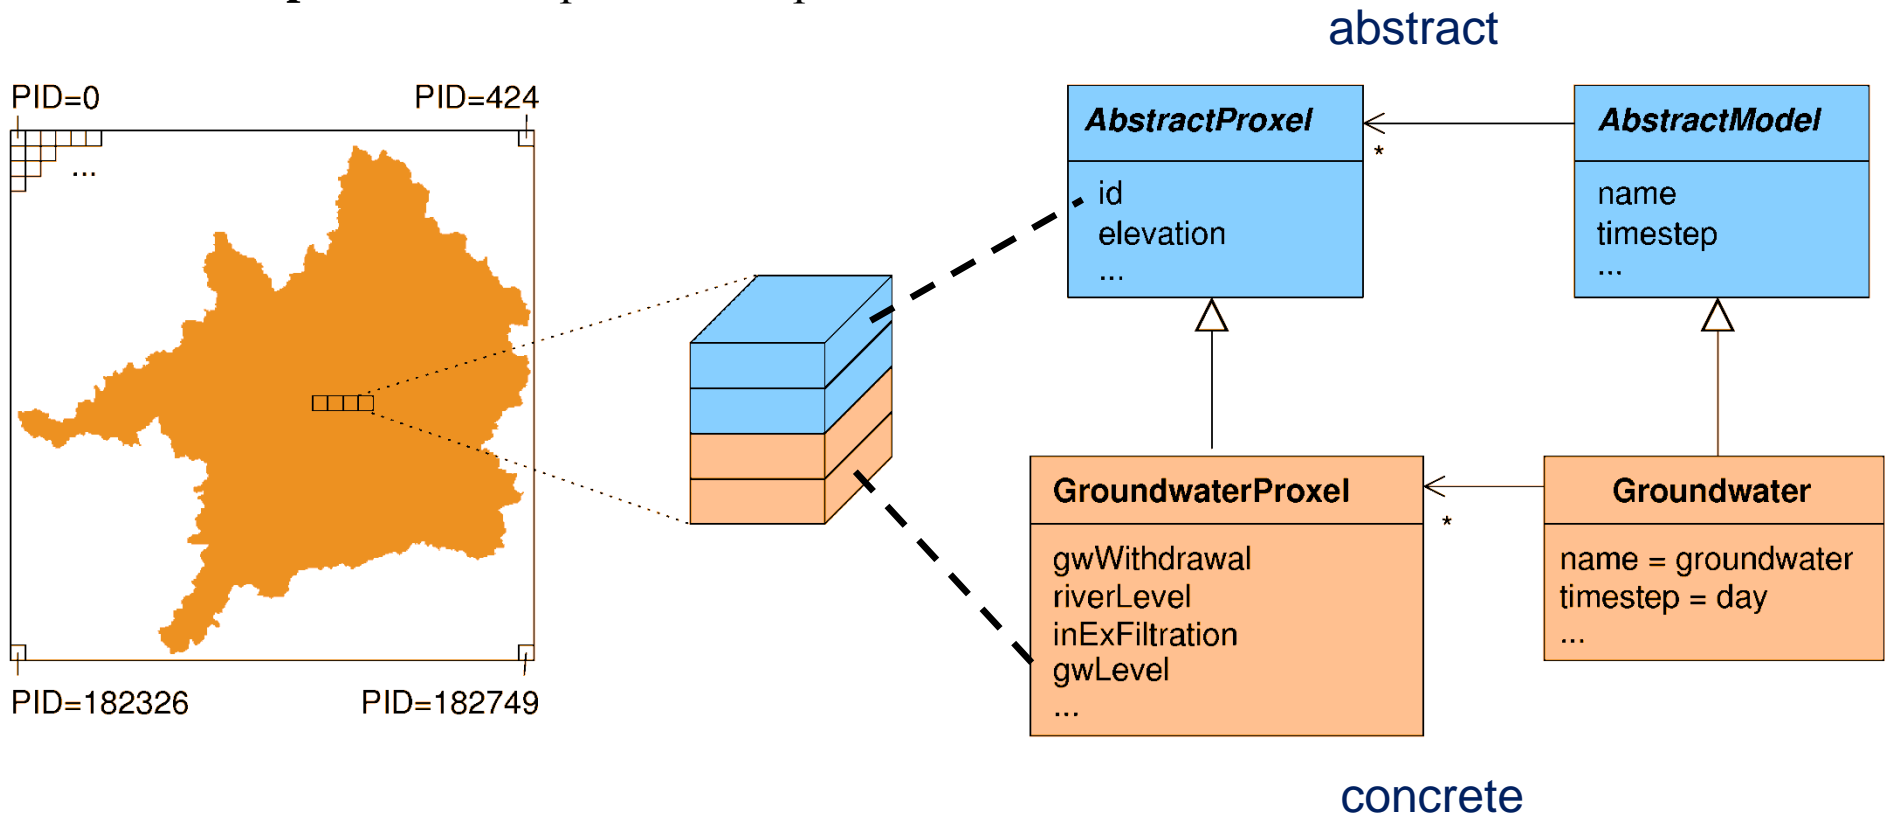 abstract
PID=0
PID=424
...
PID=182326
PID=182749
AbstractProxel
*
id
elevation
...
AbstractModel
name
timestep
...
GroundwaterProxel
*
gwWithdrawal
riverLevel
inExFiltration
gwLevel
...
Groundwater
name = groundwater
timestep = day
...
concrete